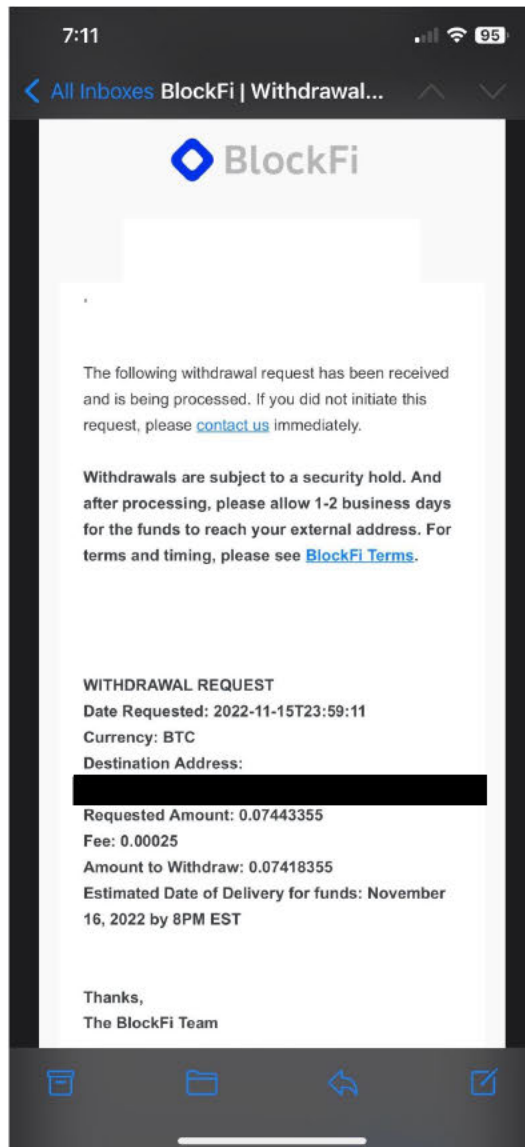 7:11
95
All Inboxes BlockFi | Withdrawal...
BlockFi
,
The following withdrawal request has been received
and is being processed. If you did not initiate this
request, please contact us immediately.
Withdrawals are subject to a security hold. And
after processing, please allow 1-2 business days
for the funds to reach your external address. For
terms and timing, please see BlockFi Terms.
WITHDRAWAL REQUEST
Date Requested: 2022-11-15T23:59:11
Currency: BTC
Destination Address:
Requested Amount: 0.07443355
Fee: 0.00025
Amount to Withdraw: 0.07418355
Estimated Date of Delivery for funds: November
16, 2022 by 8PM EST
Thanks,
The BlockFi Team